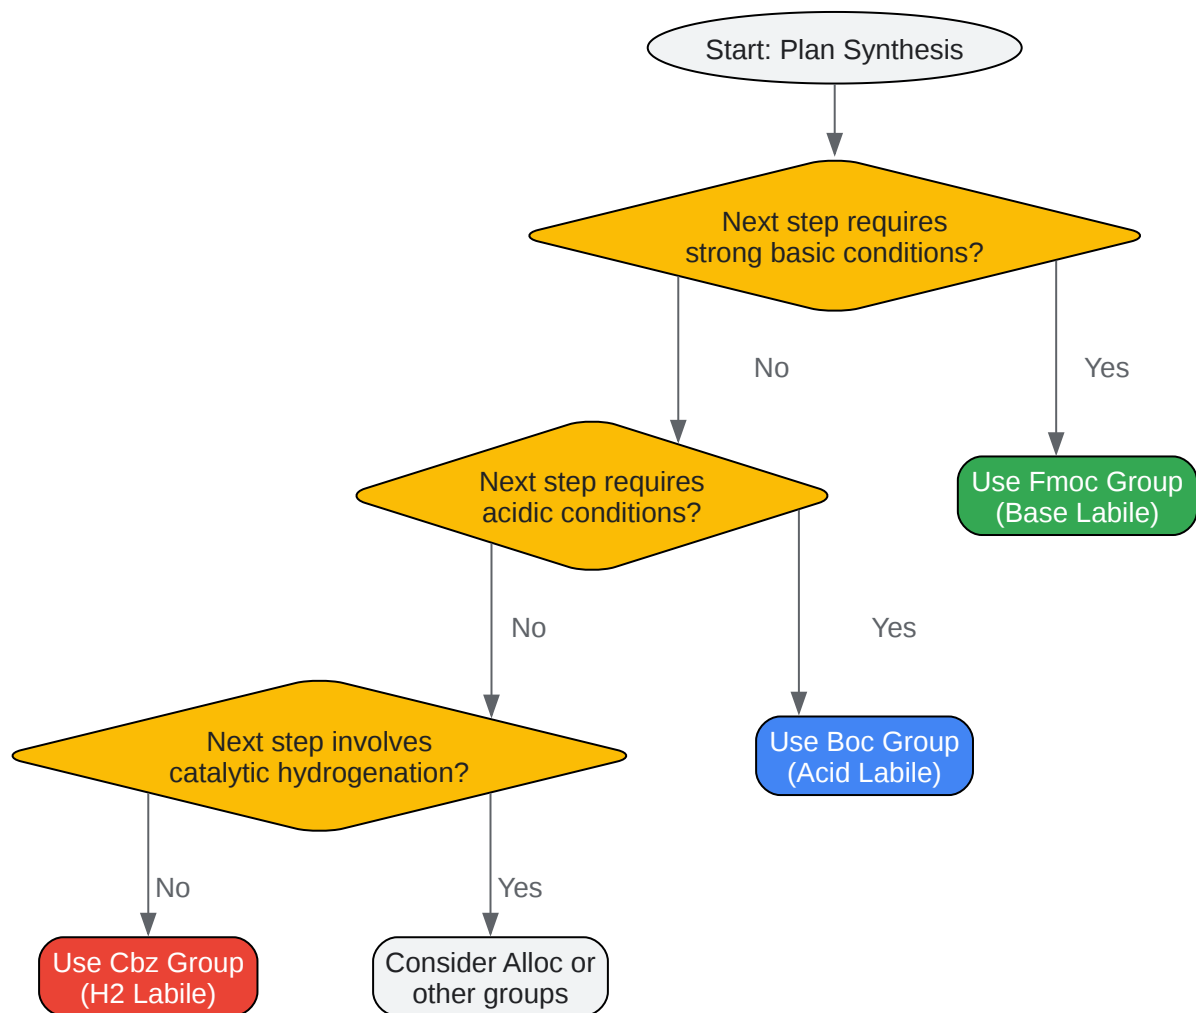 Start: Plan Synthesis
Next step requires
strong basic conditions?
No
Yes
Next step requires
acidic conditions?
Use Fmoc Group
(Base Labile)
No
Yes
Next step involves
catalytic hydrogenation?
Use Boc Group
(Acid Labile)
No
Yes
Use Cbz Group
(H2 Labile)
Consider Alloc or
other groups